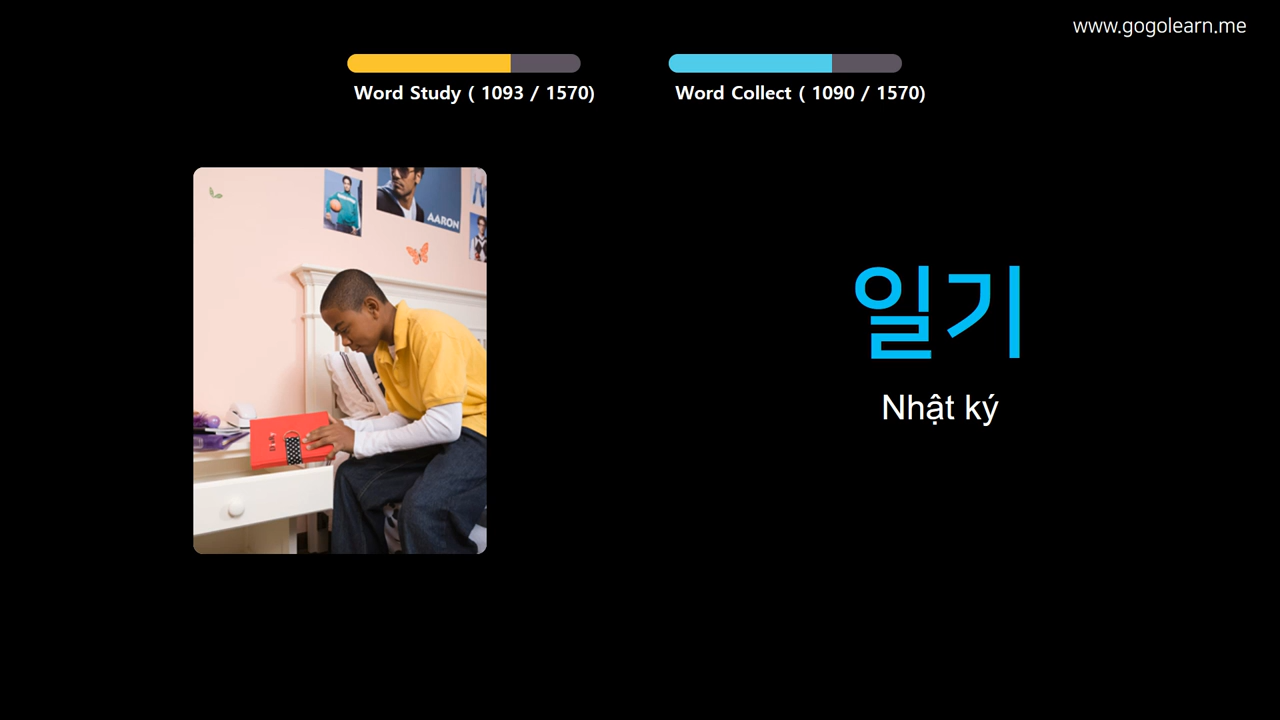 www.gogolearn.me
Word Study ( 1093 / 1570)
Word Collect ( 1090 / 1570)
AARON
일기
Nhật ký